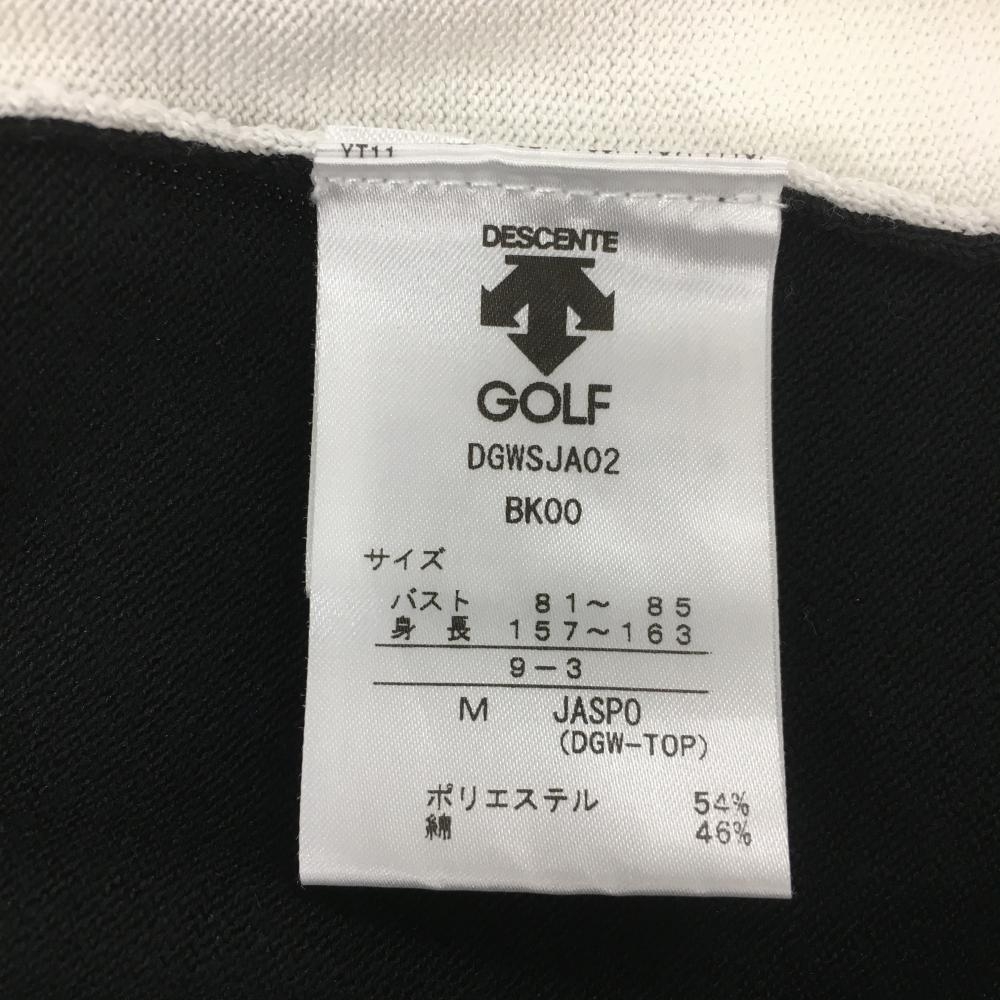 YT11
DESCENTE
GOLF
DGWSJA02
BK00
サイズ
バスト 81～ 85
身 長 157～163
9－3
M JASPO
(DGW-TOP)
ポリエステル 54%
綿 46%